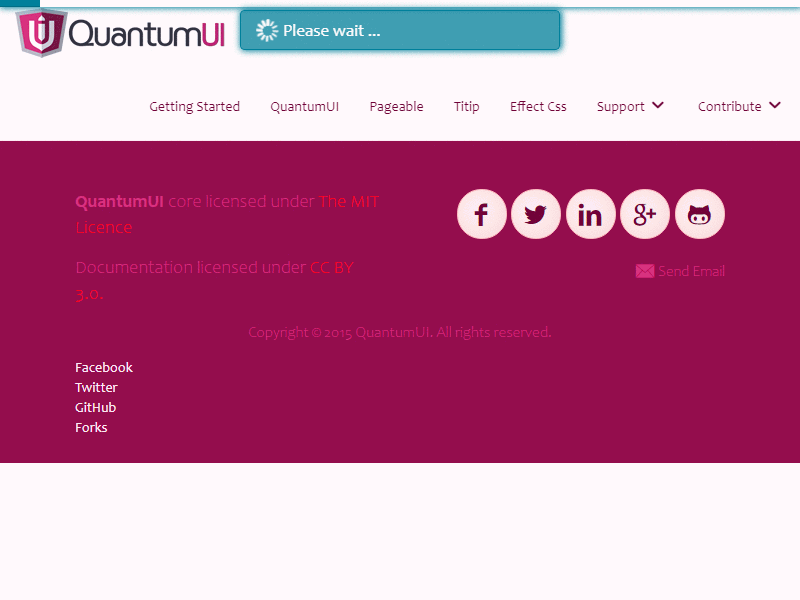 QuantumUI
Please wait ...
Getting Started
QuantumUI
Pageable
Titip
Effect Css
Support
Contribute
QuantumUI core licensed under The MIT
Licence
Documentation licensed under CC BY
3.0.
Send Email
Copyright © 2015 QuantumUI. All rights reserved.
Facebook
Twitter
GitHub
Forks